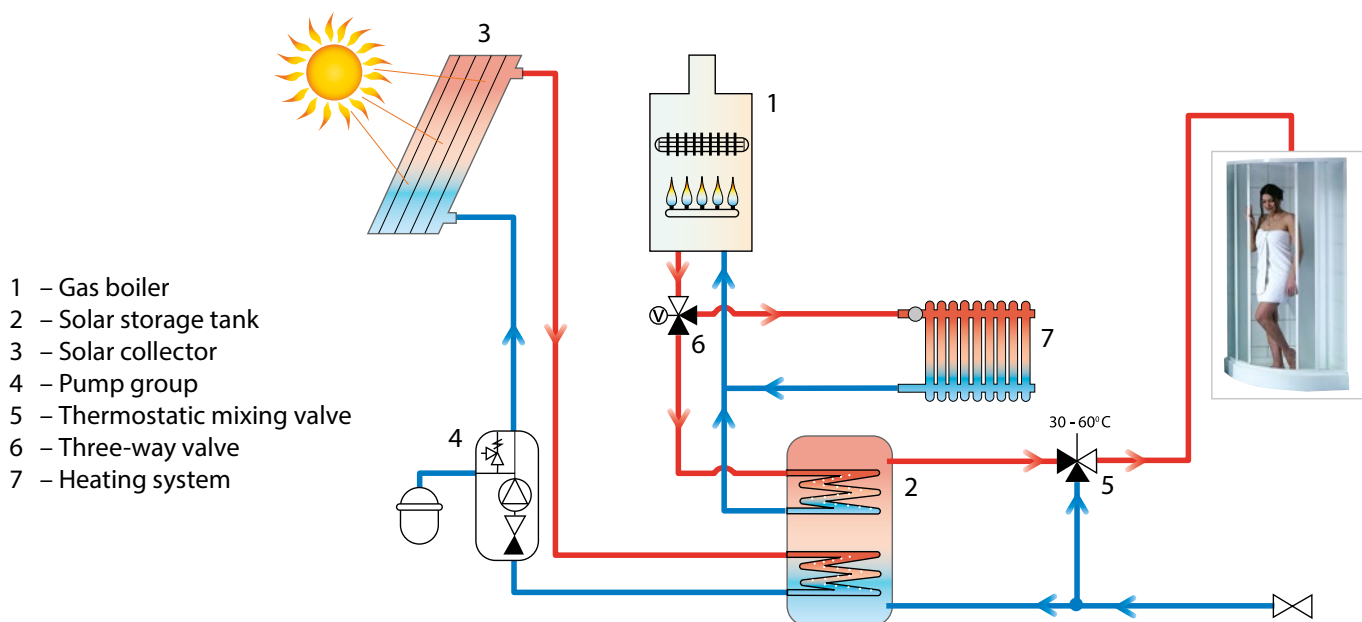 3
1
1 – Gas boiler
2 – Solar storage tank
3 – Solar collector
4 – Pump group
5 – Thermostatic mixing valve
6 – Three-way valve
7 – Heating system
V
6
7
4
30 - 60°C
2
5